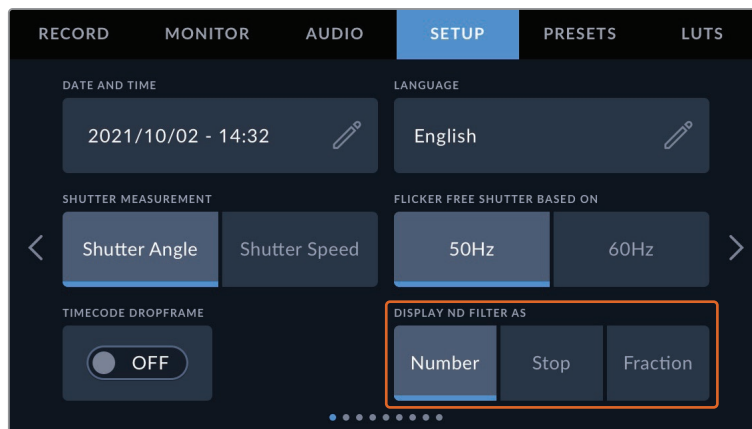 RECORD MONITOR AUDIO SETUP PRESETS LUTS
DATE AND TIME LANGUAGE
2021/10/02 - 14:32 English
SHUTTER MEASUREMENT FLICKER FREE SHUTTER BASED ON
Shutter Angle Shutter Speed 50Hz 60Hz
TIMECODE DROPFRAME DISPLAY ND FILTER AS
OFF Number Stop Fraction